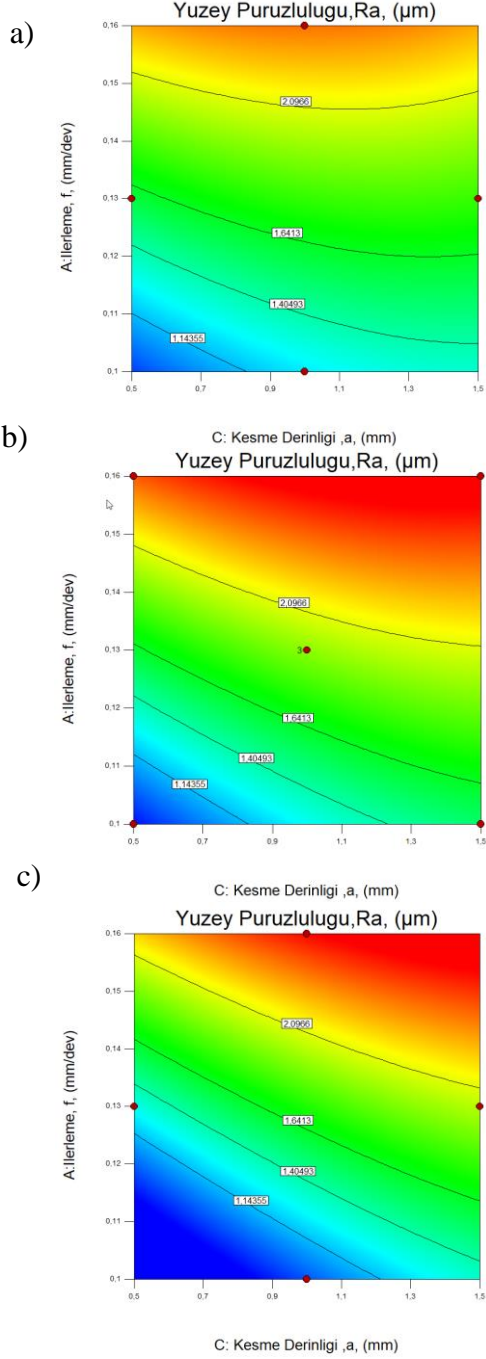 a)
Yuzey Puruzlulugu,Ra, (µm)
A:Ilerleme, f, (mm/dev)
0,16
0,15
0,14
0,13
0,12
0,11
0,1
2.0966
1.6413
1.40493
1.14355
0,5 0,7 0,9 1,1 1,3 1,5
C: Kesme Derinligi ,a, (mm)
b)
Yuzey Puruzlulugu,Ra, (µm)
A:Ilerleme, f, (mm/dev)
0,16
0,15
0,14
0,13
0,12
0,11
0,1
2.0966
3
1.6413
1.40493
1.14355
0,5 0,7 0,9 1,1 1,3 1,5
C: Kesme Derinligi ,a, (mm)
c)
Yuzey Puruzlulugu,Ra, (µm)
A:Ilerleme, f, (mm/dev)
0,16
0,15
0,14
0,13
0,12
0,11
0,1
2.0966
1.6413
1.40493
1.14355
0,5 0,7 0,9 1,1 1,3 1,5
C: Kesme Derinligi ,a, (mm)